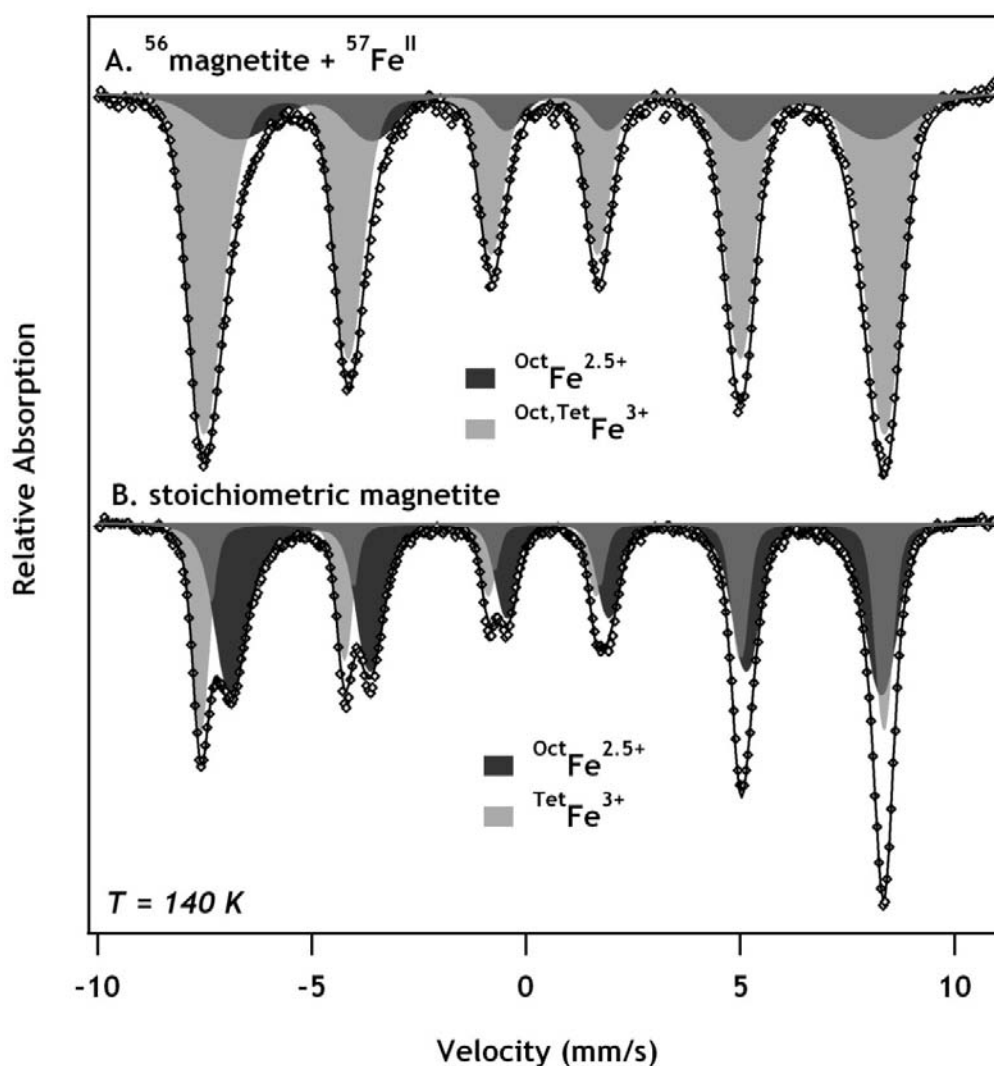 A. ⁵⁶magnetite + ⁵⁷Feᴵᴵ
OctFe2.5+
Oct,TetFe3+
B. stoichiometric magnetite
OctFe2.5+
TetFe3+
T = 140 K
Relative Absorption
-10 -5 0 5 10
Velocity (mm/s)